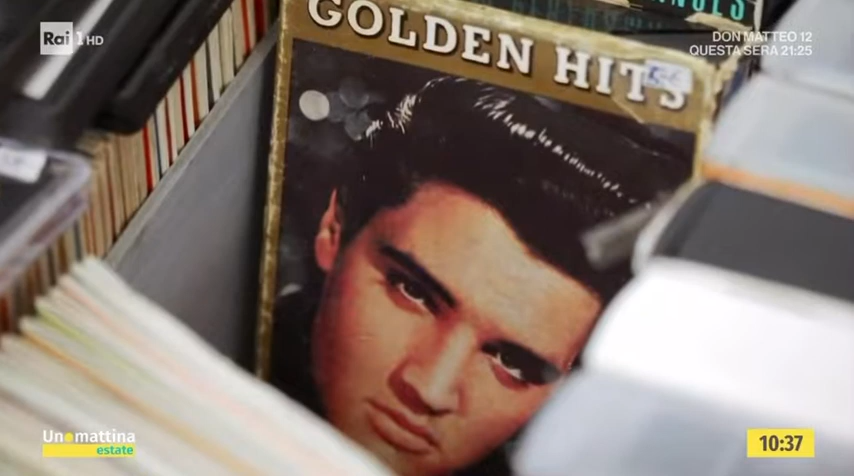 GOLDEN HITS
Rai 1 HD
DON MATTEO 12
QUESTA SERA 21:25
Unomattina
estate
10:37